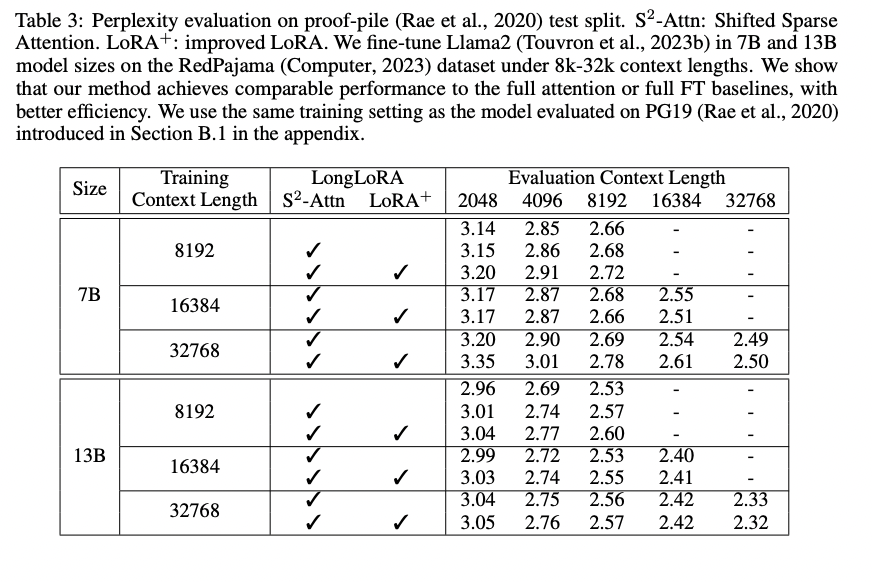 Table 3: Perplexity evaluation on proof-pile (Rae et al., 2020) test split. S²-Attn: Shifted Sparse
Attention. LoRA⁺: improved LoRA. We fine-tune Llama2 (Touvron et al., 2023b) in 7B and 13B
model sizes on the RedPajama (Computer, 2023) dataset under 8k-32k context lengths. We show
that our method achieves comparable performance to the full attention or full FT baselines, with
better efficiency. We use the same training setting as the model evaluated on PG19 (Rae et al., 2020)
introduced in Section B.1 in the appendix.
Size Training LongLoRA Evaluation Context Length
Context Length S²-Attn LoRA⁺ 2048 4096 8192 16384 32768
3.14 2.85 2.66 - -
8192 ✓ 3.15 2.86 2.68 - -
✓ ✓ 3.20 2.91 2.72 - -
7B 16384 ✓ 3.17 2.87 2.68 2.55 -
✓ ✓ 3.17 2.87 2.66 2.51 -
32768 ✓ 3.20 2.90 2.69 2.54 2.49
✓ ✓ 3.35 3.01 2.78 2.61 2.50
2.96 2.69 2.53 - -
8192 ✓ 3.01 2.74 2.57 - -
✓ ✓ 3.04 2.77 2.60 - -
13B 16384 ✓ 2.99 2.72 2.53 2.40 -
✓ ✓ 3.03 2.74 2.55 2.41 -
32768 ✓ 3.04 2.75 2.56 2.42 2.33
✓ ✓ 3.05 2.76 2.57 2.42 2.32